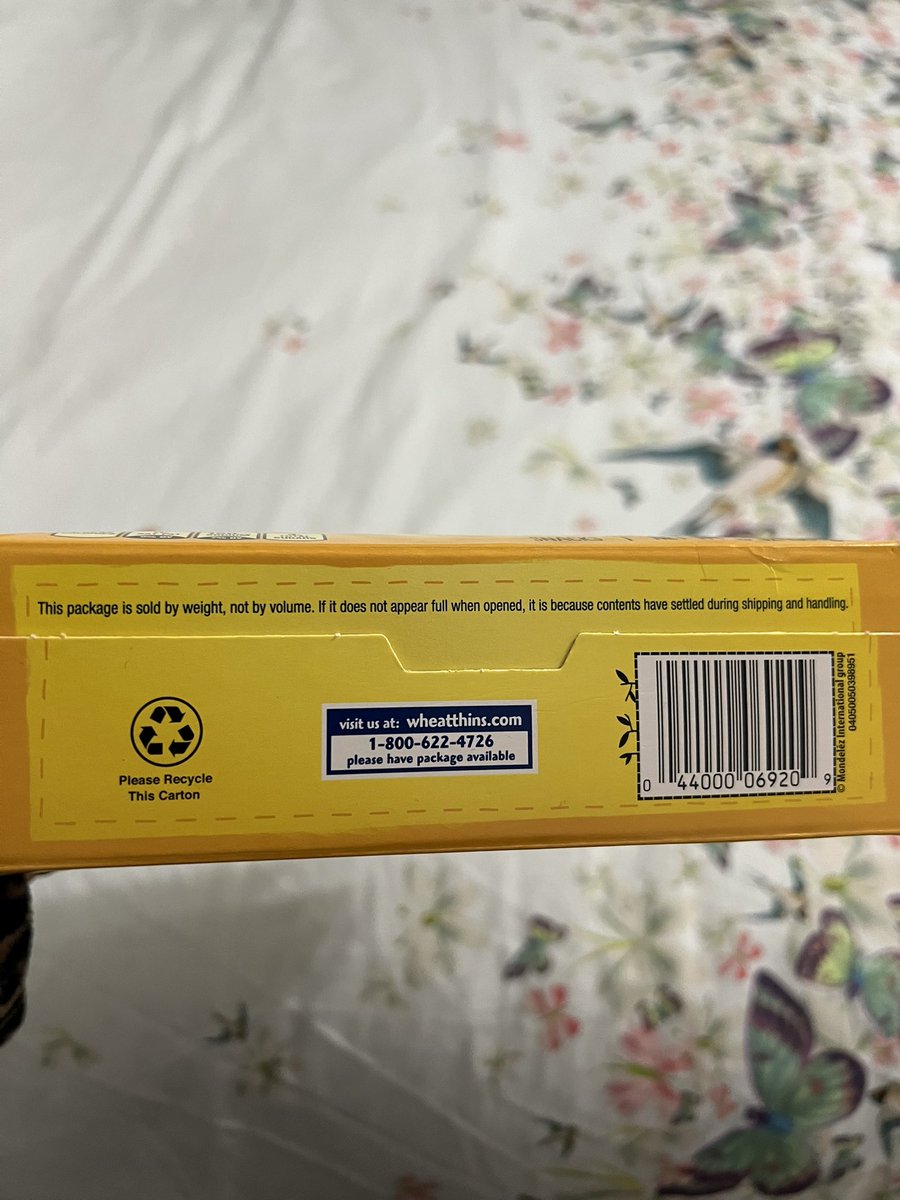 This package is sold by weight, not by volume. If it does not appear full when opened, it is because contents have settled during shipping and handling.
Please Recycle
This Carton
visit us at: wheatthins.com
1-800-622-4726
please have package available
0 44000 06920 9
© Mondelēz International group
04050050398951